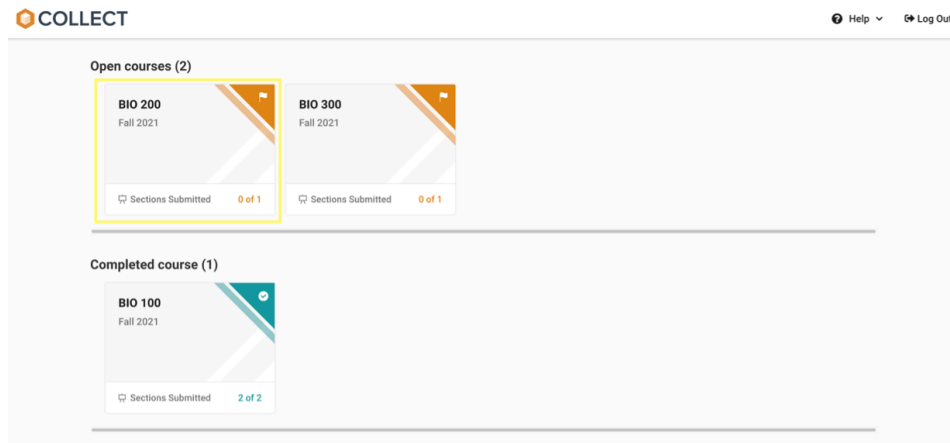 COLLECT
Help
Log Out
Open courses (2)
BIO 200
Fall 2021
Sections Submitted 0 of 1
BIO 300
Fall 2021
Sections Submitted 0 of 1
Completed course (1)
BIO 100
Fall 2021
Sections Submitted 2 of 2